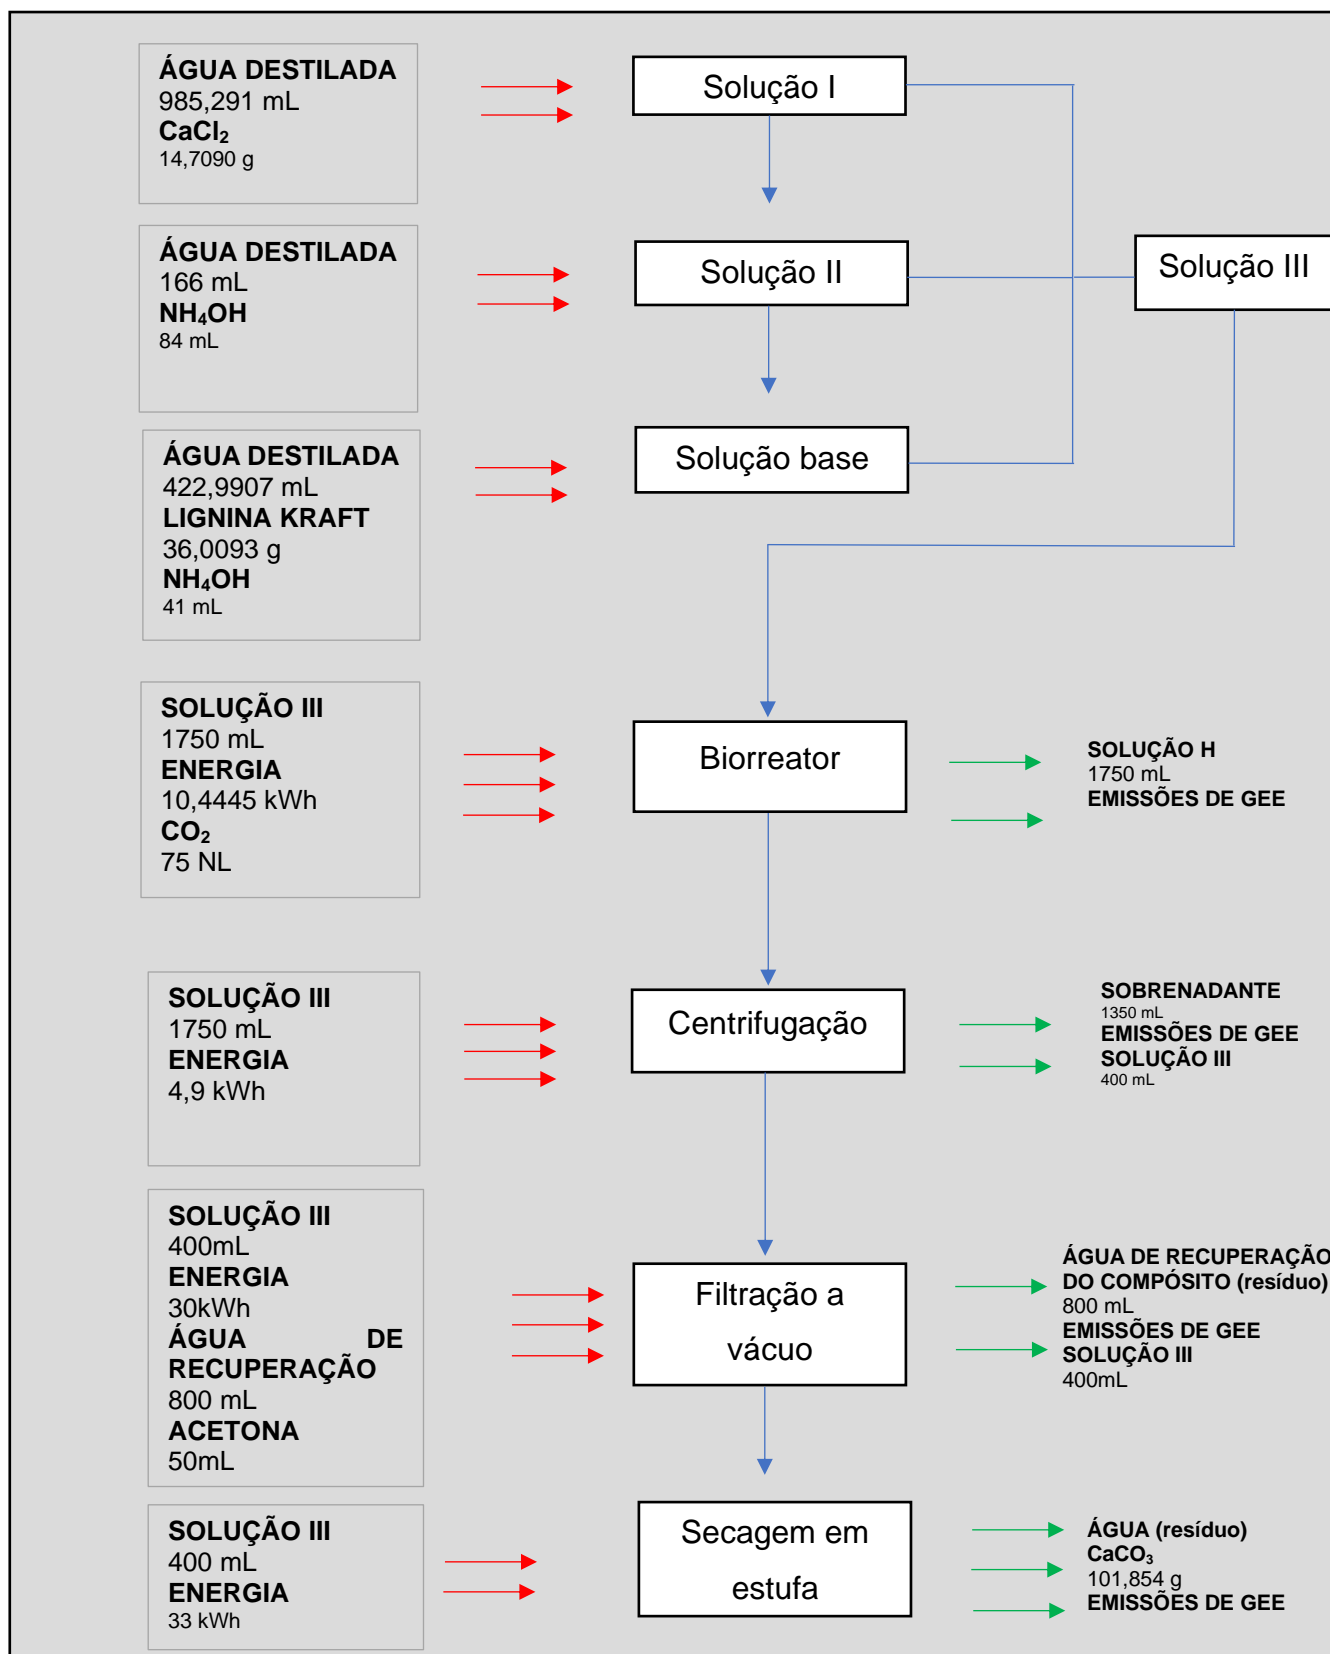 ÁGUA DESTILADA
985,291 mL
CaCl₂
14,7090 g
Solução I
ÁGUA DESTILADA
166 mL
NH₄OH
84 mL
Solução II
Solução III
ÁGUA DESTILADA
422,9907 mL
LIGNINA KRAFT
36,0093 g
NH₄OH
41 mL
Solução base
SOLUÇÃO III
1750 mL
ENERGIA
10,4445 kWh
CO₂
75 NL
Biorreator
SOLUÇÃO H
1750 mL
EMISSÕES DE GEE
SOLUÇÃO III
1750 mL
ENERGIA
4,9 kWh
Centrifugação
SOBRENADANTE
1350 mL
EMISSÕES DE GEE
SOLUÇÃO III
400 mL
SOLUÇÃO III
400mL
ENERGIA
30kWh
ÁGUA DE
RECUPERAÇÃO
800 mL
ACETONA
50mL
Filtração a
vácuo
ÁGUA DE RECUPERAÇÃO
DO COMPÓSITO (resíduo)
800 mL
EMISSÕES DE GEE
SOLUÇÃO III
400mL
SOLUÇÃO III
400 mL
ENERGIA
33 kWh
Secagem em
estufa
ÁGUA (resíduo)
CaCO₃
101,854 g
EMISSÕES DE GEE